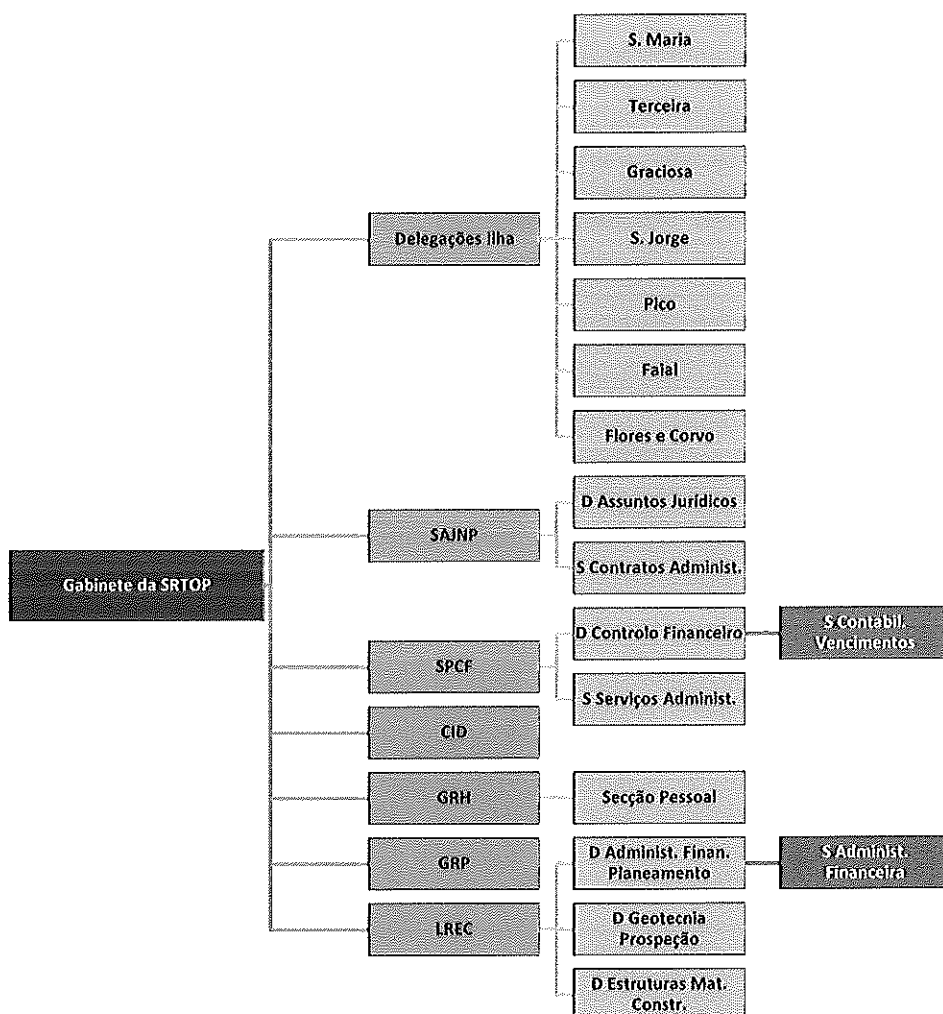 S. Maria
Terceira
Graciosa
Delegações Ilha
S. Jorge
Pico
Faial
Flores e Corvo
D Assuntos Jurídicos
SAJNP
S Contratos Administ.
Gabinete da SRTOP
D Controlo Financeiro
S Contabil.
Vencimentos
SPCF
S Serviços Administ.
CID
GRH
Secção Pessoal
GRP
D Administ. Finan.
Planeamento
S Administ.
Financeira
LREC
D Geotecnia
Prospeção
D Estruturas Mat.
Constr.